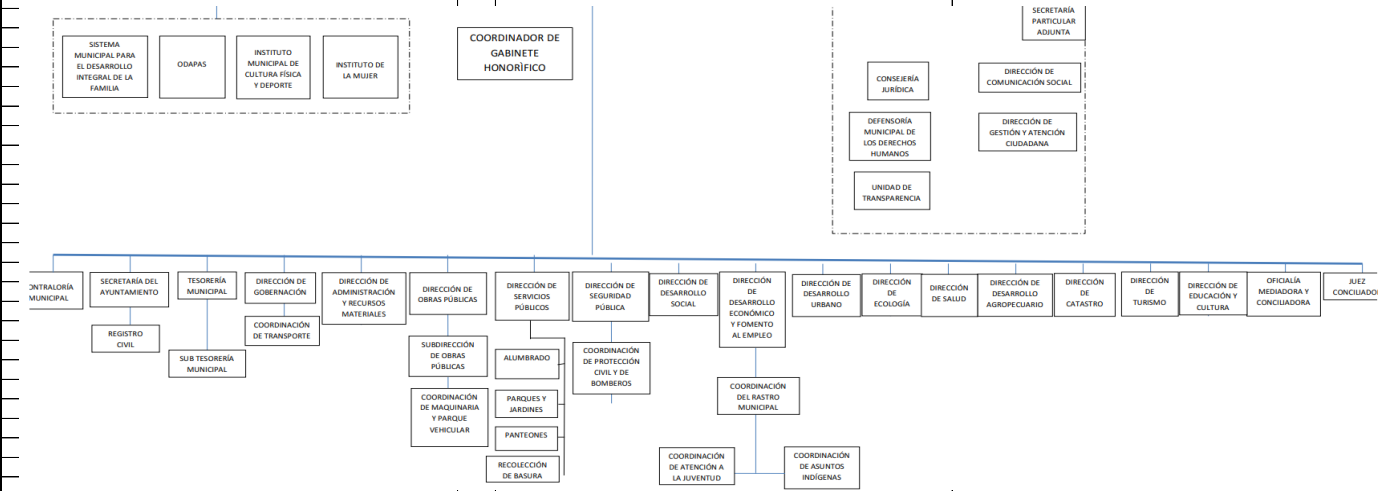 SISTEMA
MUNICIPAL PARA
EL DESARROLLO
INTEGRAL DE LA
FAMILIA
ODAPAS
INSTITUTO
MUNICIPAL DE
CULTURA FÍSICA
Y DEPORTE
INSTITUTO DE
LA MUJER
COORDINADOR DE
GABINETE
HONORÌFICO
SECRETARÍA
PARTICULAR
ADJUNTA
CONSEJERÍA
JURÍDICA
DIRECCIÓN DE
COMUNICACIÓN SOCIAL
DEFENSORÍA
MUNICIPAL DE
LOS DERECHOS
HUMANOS
DIRECCIÓN DE
GESTIÓN Y ATENCIÓN
CIUDADANA
UNIDAD DE
TRANSPARENCIA
ONTRALORÍA
MUNICIPAL
SECRETARÍA DEL
AYUNTAMIENTO
REGISTRO
CIVIL
TESORERÍA
MUNICIPAL
SUB TESORERÍA
MUNICIPAL
DIRECCIÓN DE
GOBERNACIÓN
COORDINACIÓN
DE TRANSPORTE
DIRECCIÓN DE
ADMINISTRACIÓN
Y RECURSOS
MATERIALES
DIRECCIÓN DE
OBRAS PÚBLICAS
SUBDIRECCIÓN
DE OBRAS
PÚBLICAS
COORDINACIÓN
DE MAQUINARIA
Y PARQUE
VEHICULAR
DIRECCIÓN DE
SERVICIOS
PÚBLICOS
ALUMBRADO
PARQUES Y
JARDINES
PANTEONES
RECOLECCIÓN
DE BASURA
DIRECCIÓN DE
SEGURIDAD
PÚBLICA
COORDINACIÓN
DE PROTECCIÓN
CIVIL Y DE
BOMBEROS
DIRECCIÓN DE
DESARROLLO
SOCIAL
DIRECCIÓN
DE
DESARROLLO
ECONÓMICO
Y FOMENTO
AL EMPLEO
COORDINACIÓN
DEL RASTRO
MUNICIPAL
COORDINACIÓN
DE ATENCIÓN A
LA JUVENTUD
COORDINACIÓN
DE ASUNTOS
INDÍGENAS
DIRECCIÓN DE
DESARROLLO
URBANO
DIRECCIÓN
DE
ECOLOGÍA
DIRECCIÓN
DE SALUD
DIRECCIÓN DE
DESARROLLO
AGROPECUARIO
DIRECCIÓN
DE
CATASTRO
DIRECCIÓN
DE
TURISMO
DIRECCIÓN DE
EDUCACIÓN Y
CULTURA
OFICIALÍA
MEDIADORA Y
CONCILIADORA
JUEZ
CONCILIADO